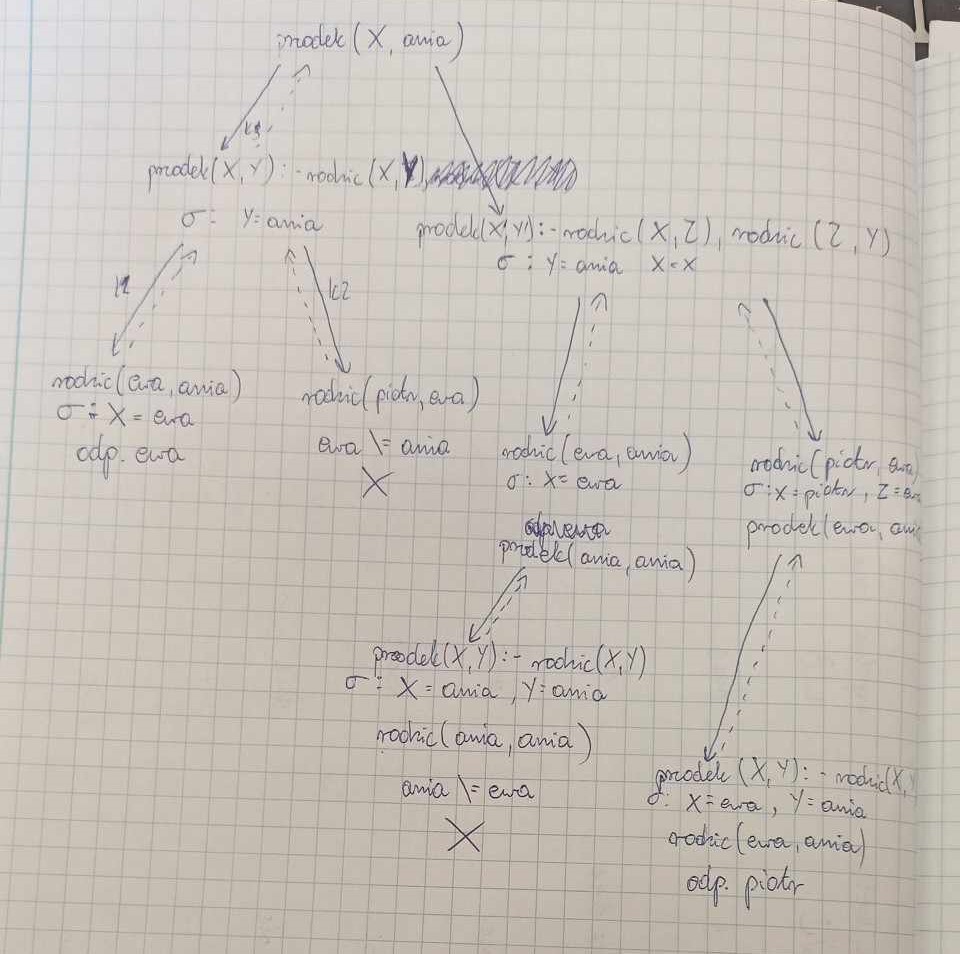 przodek (X, ania)
k1
przodek(X,Y):-rodzic(X,Y),
σ: Y=ania
przodek(X,Y):-rodzic(X,Z), rodzic(Z,Y)
σ: Y=ania X=X
k1
k2
rodzic(ewa,ania)
σ: X=ewa
odp. ewa
rodzic(piotr,ewa)
ewa \= ania
X
rodzic(ewa,ania)
σ: X=ewa
rodzic(piotr, ewa
σ: X=piotr, Z=ew
przodek(ewa, ani
przodek(ania,ania)
przodek(X,Y):- rodzic(X,Y)
σ: X=ania, Y=ania
rodzic(ania,ania)
ania \= ewa
X
przodek (X,Y):- rodzic(X,Y
σ: X=ewa, Y=ania
rodzic(ewa,ania)
odp. piotr